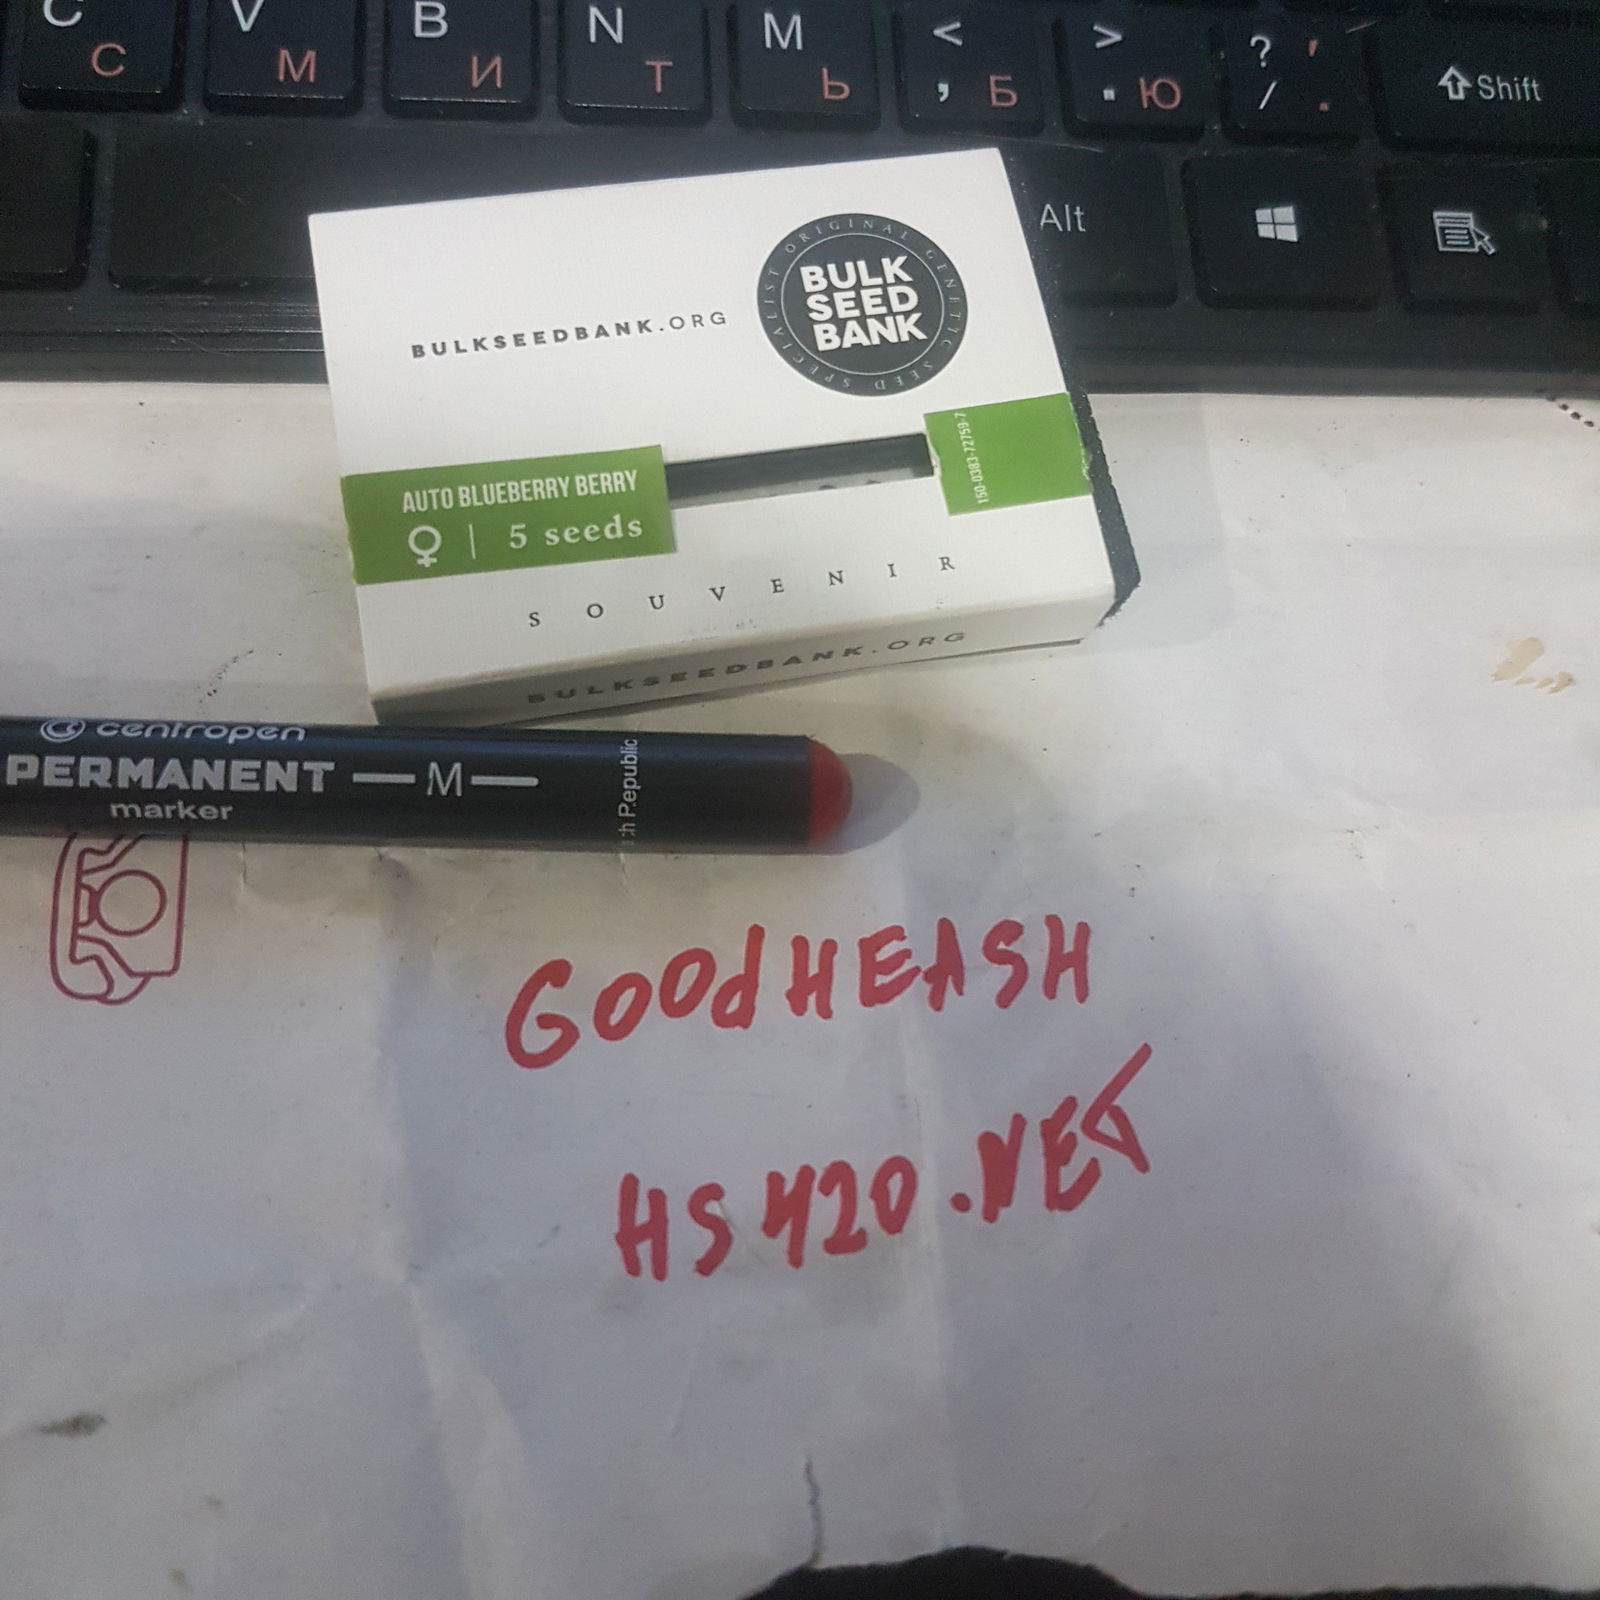 C V B N M < > ?
С М И Т Ь , Б . Ю / .
Shift
Alt
ORIGINAL GENETIC SEED SPECIALIST
BULK
SEED
BANK
BULKSEEDBANK.ORG
AUTO BLUEBERRY BERRY
5 seeds
150-0383-72759-7
SOUVENIR
BULKSEEDBANK.ORG
centropen
PERMANENT —M—
marker
Republic
GOOdHEASH
HS420.NET